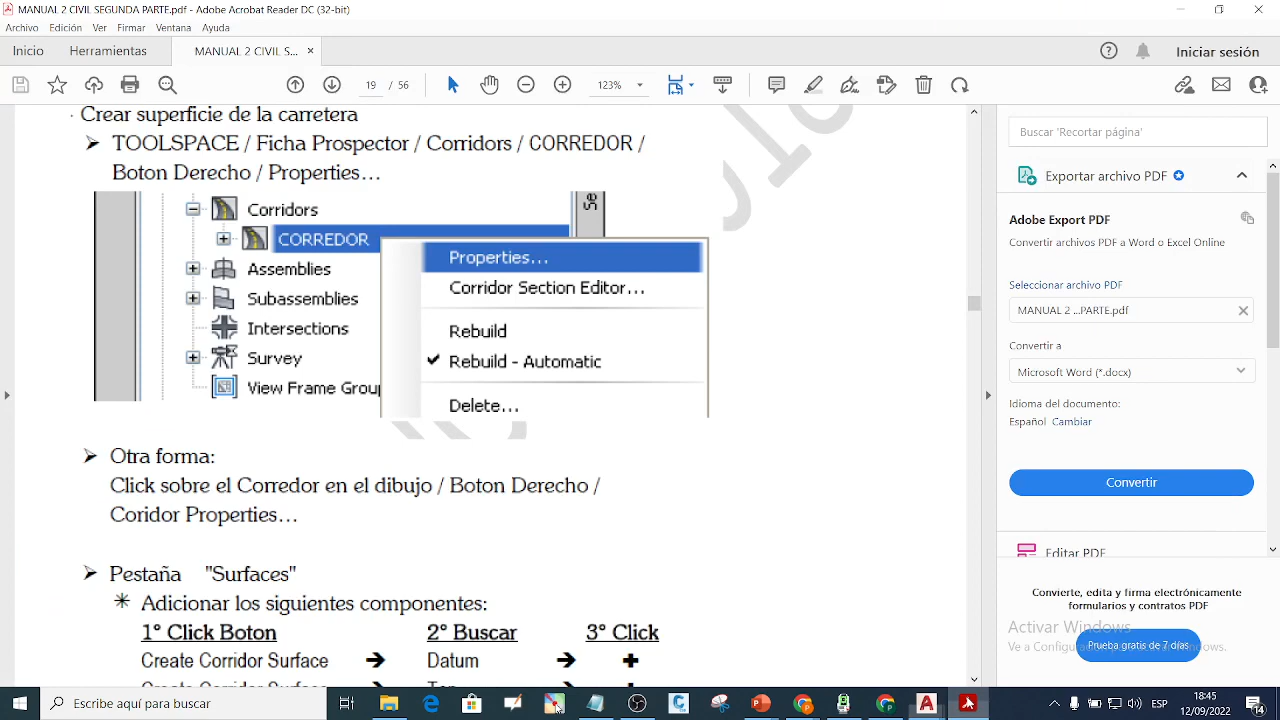 MANUAL 2 CIVIL SEGUNDA PARTE.pdf - Adobe Acrobat Reader DC (32-bit)
Archivo Edición Ver Firmar Ventana Ayuda
Inicio Herramientas MANUAL 2 CIVIL S... Iniciar sesión
19 / 56 123%
Crear superficie de la carretera
TOOLSPACE / Ficha Prospector / Corridors / CORREDOR /
Boton Derecho / Properties...
Corridors
Se
CORREDOR
Properties...
Assemblies
Corridor Section Editor...
Subassemblies
Intersections
Rebuild
Survey
Rebuild - Automatic
View Frame Group
Delete...
Otra forma:
Click sobre el Corredor en el dibujo / Boton Derecho /
Coridor Properties...
Pestaña "Surfaces"
Adicionar los siguientes componentes:
1° Click Boton 2° Buscar 3° Click
Create Corridor Surface Datum
Create Corridor Surface Top
Buscar 'Recortar página'
Exportar archivo PDF
Adobe Export PDF
Convertir archivos PDF a Word o Excel Online
Seleccionar archivo PDF
MANUAL 2 ...PARTE.pdf
Convertir a
Microsoft Word (*.docx)
Idioma del documento:
Español Cambiar
Convertir
Editar PDF
Convierte, edita y firma electrónicamente
formularios y contratos PDF
Activar Windows
Prueba gratis de 7 días
Escribe aquí para buscar
ESP
18:45
12/09/2022
4